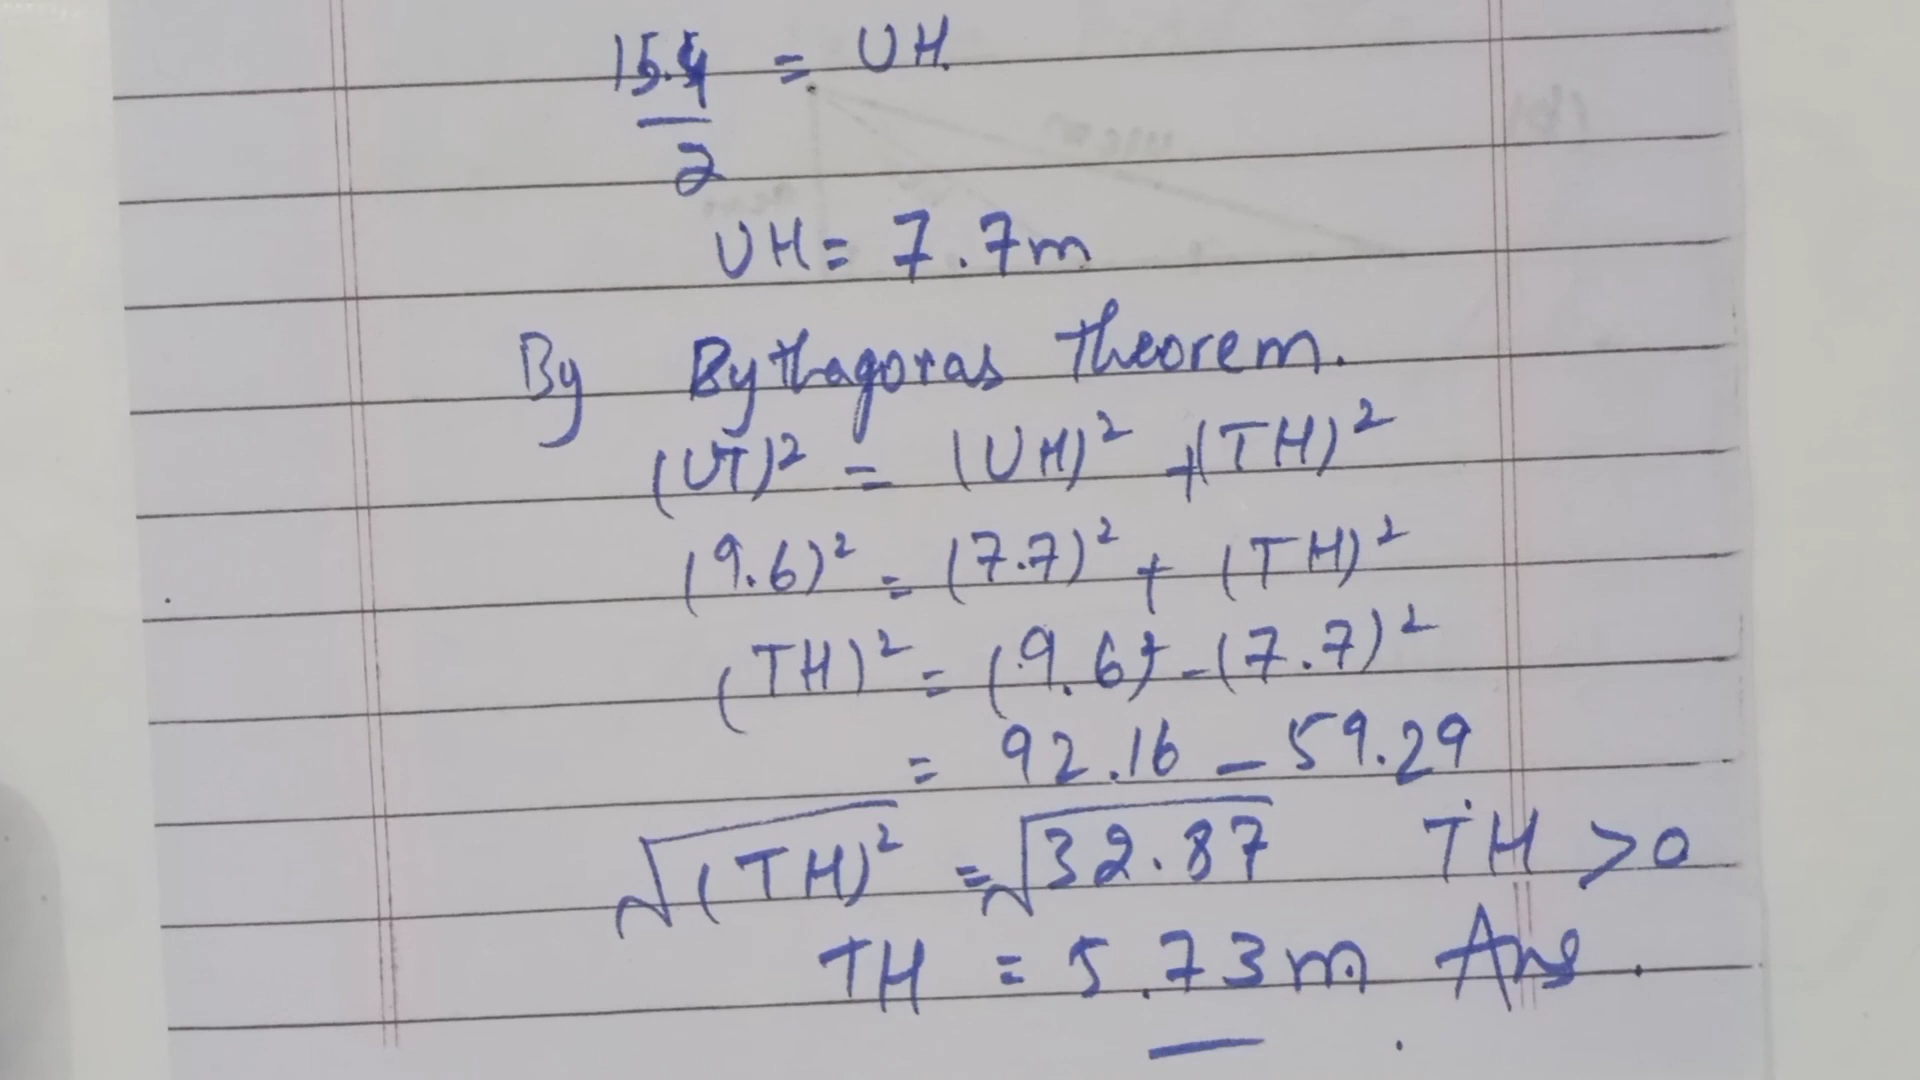 15.4 = UH.
2
UH = 7.7m
By Bythagoras theorem.
(UT)² = (UH)² + (TH)²
(9.6)² = (7.7)² + (TH)²
(TH)² = (9.6)² - (7.7)²
= 92.16 - 59.29
√(TH)² = √32.87 TH > 0
TH = 5.73 m Ans.